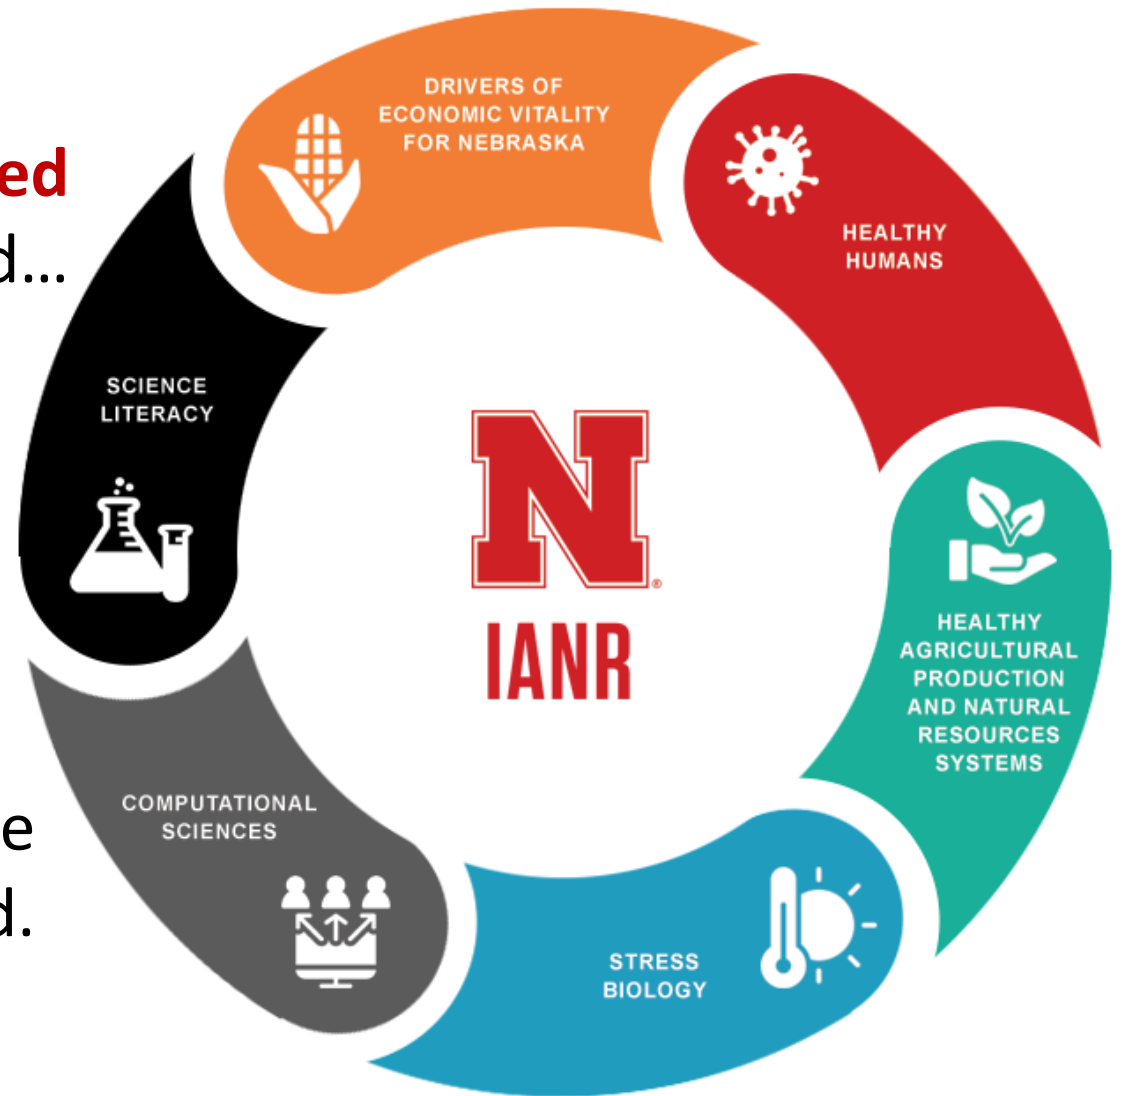 DRIVERS OF
ECONOMIC VITALITY
FOR NEBRASKA
HEALTHY
HUMANS
ed
d...
SCIENCE
LITERACY
N
®
IANR
HEALTHY
AGRICULTURAL
PRODUCTION
AND NATURAL
RESOURCES
SYSTEMS
COMPUTATIONAL
SCIENCES
e
d.
STRESS
BIOLOGY